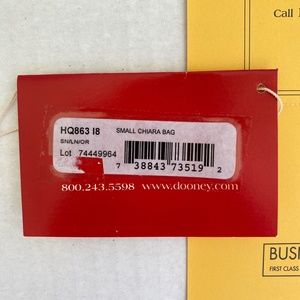 Call
HQ863 I8 SMALL CHIARA BAG
SN/LN/OR
Lot 74449964
7 38843 73519 2
800.243.5598 www.dooney.com
BUSI
FIRST CLASS